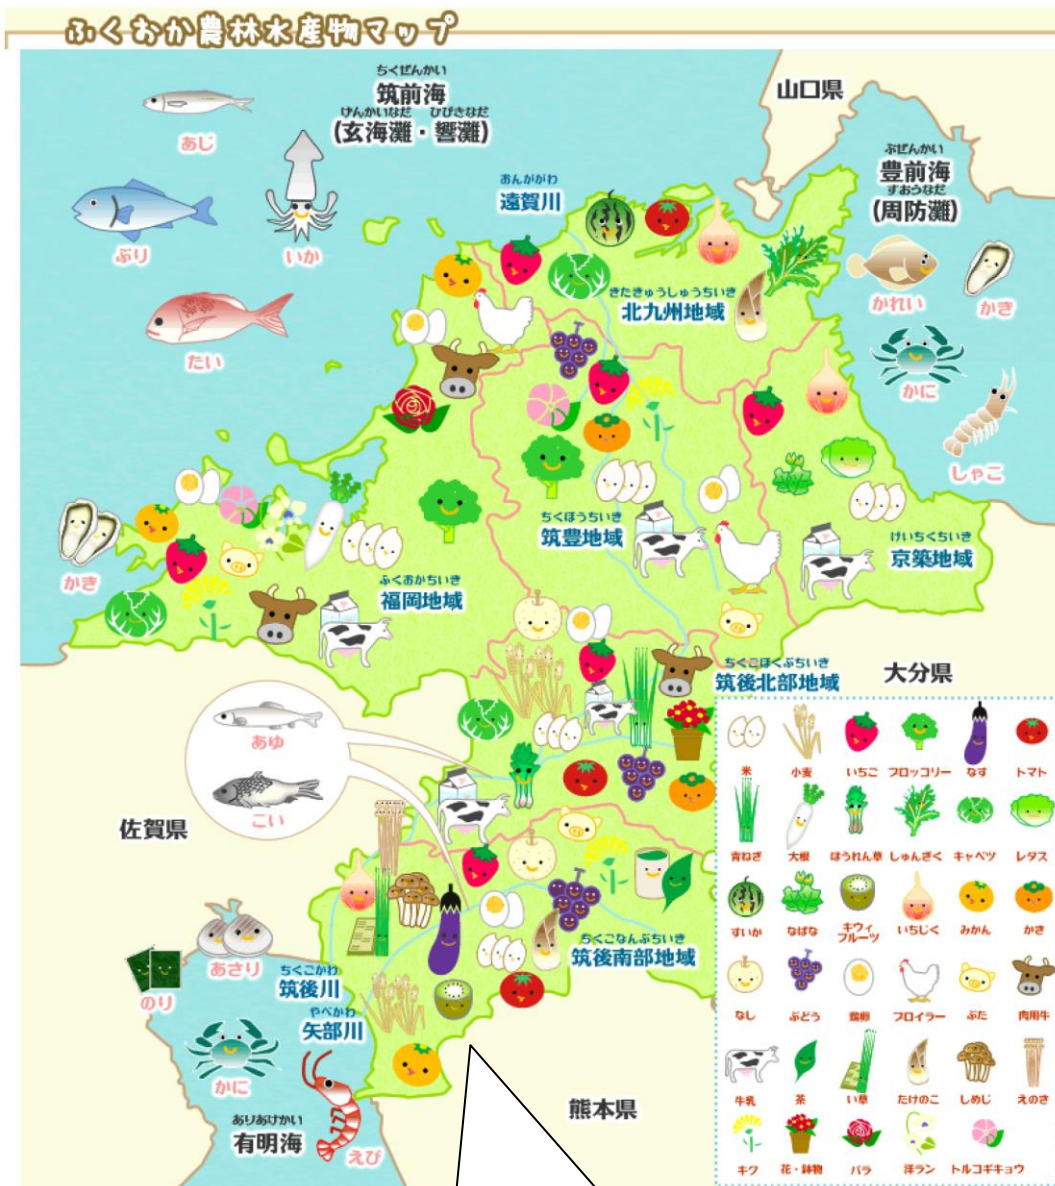 ふくおか農林水産物マップ
ちくぜんかい
筑前海
げんかいなだ ひびきなだ
(玄海灘・響灘)
山口県
ぶぜんかい
豊前海
すおうなだ
(周防灘)
あじ
ぶり
いか
たい
おんががわ
遠賀川
きたきゅうしゅうちいき
北九州地域
かれい
かき
かに
しゃこ
かき
ちくほうちいき
筑豊地域
けいちくちいき
京築地域
ふくおかちいき
福岡地域
ちくごほくぶちいき
筑後北部地域
大分県
あゆ
こい
佐賀県
あさり
のり
ちくごがわ
筑後川
やべかわ
矢部川
ちくごなんぶちいき
筑後南部地域
かに
えび
ありあけかい
有明海
熊本県
米 小麦 いちご ブロッコリー なす トマト
青ねぎ 大根 ほうれん草 しゅんぎく キャベツ レタス
すいか なばな キウィフルーツ いちじく みかん かき
なし ぶどう 鶏卵 ブロイラー ぶた 肉用牛
牛乳 茶 い草 たけのこ しめじ えのき
キク 花・鉢物 バラ 洋ラン トルコギキョウ